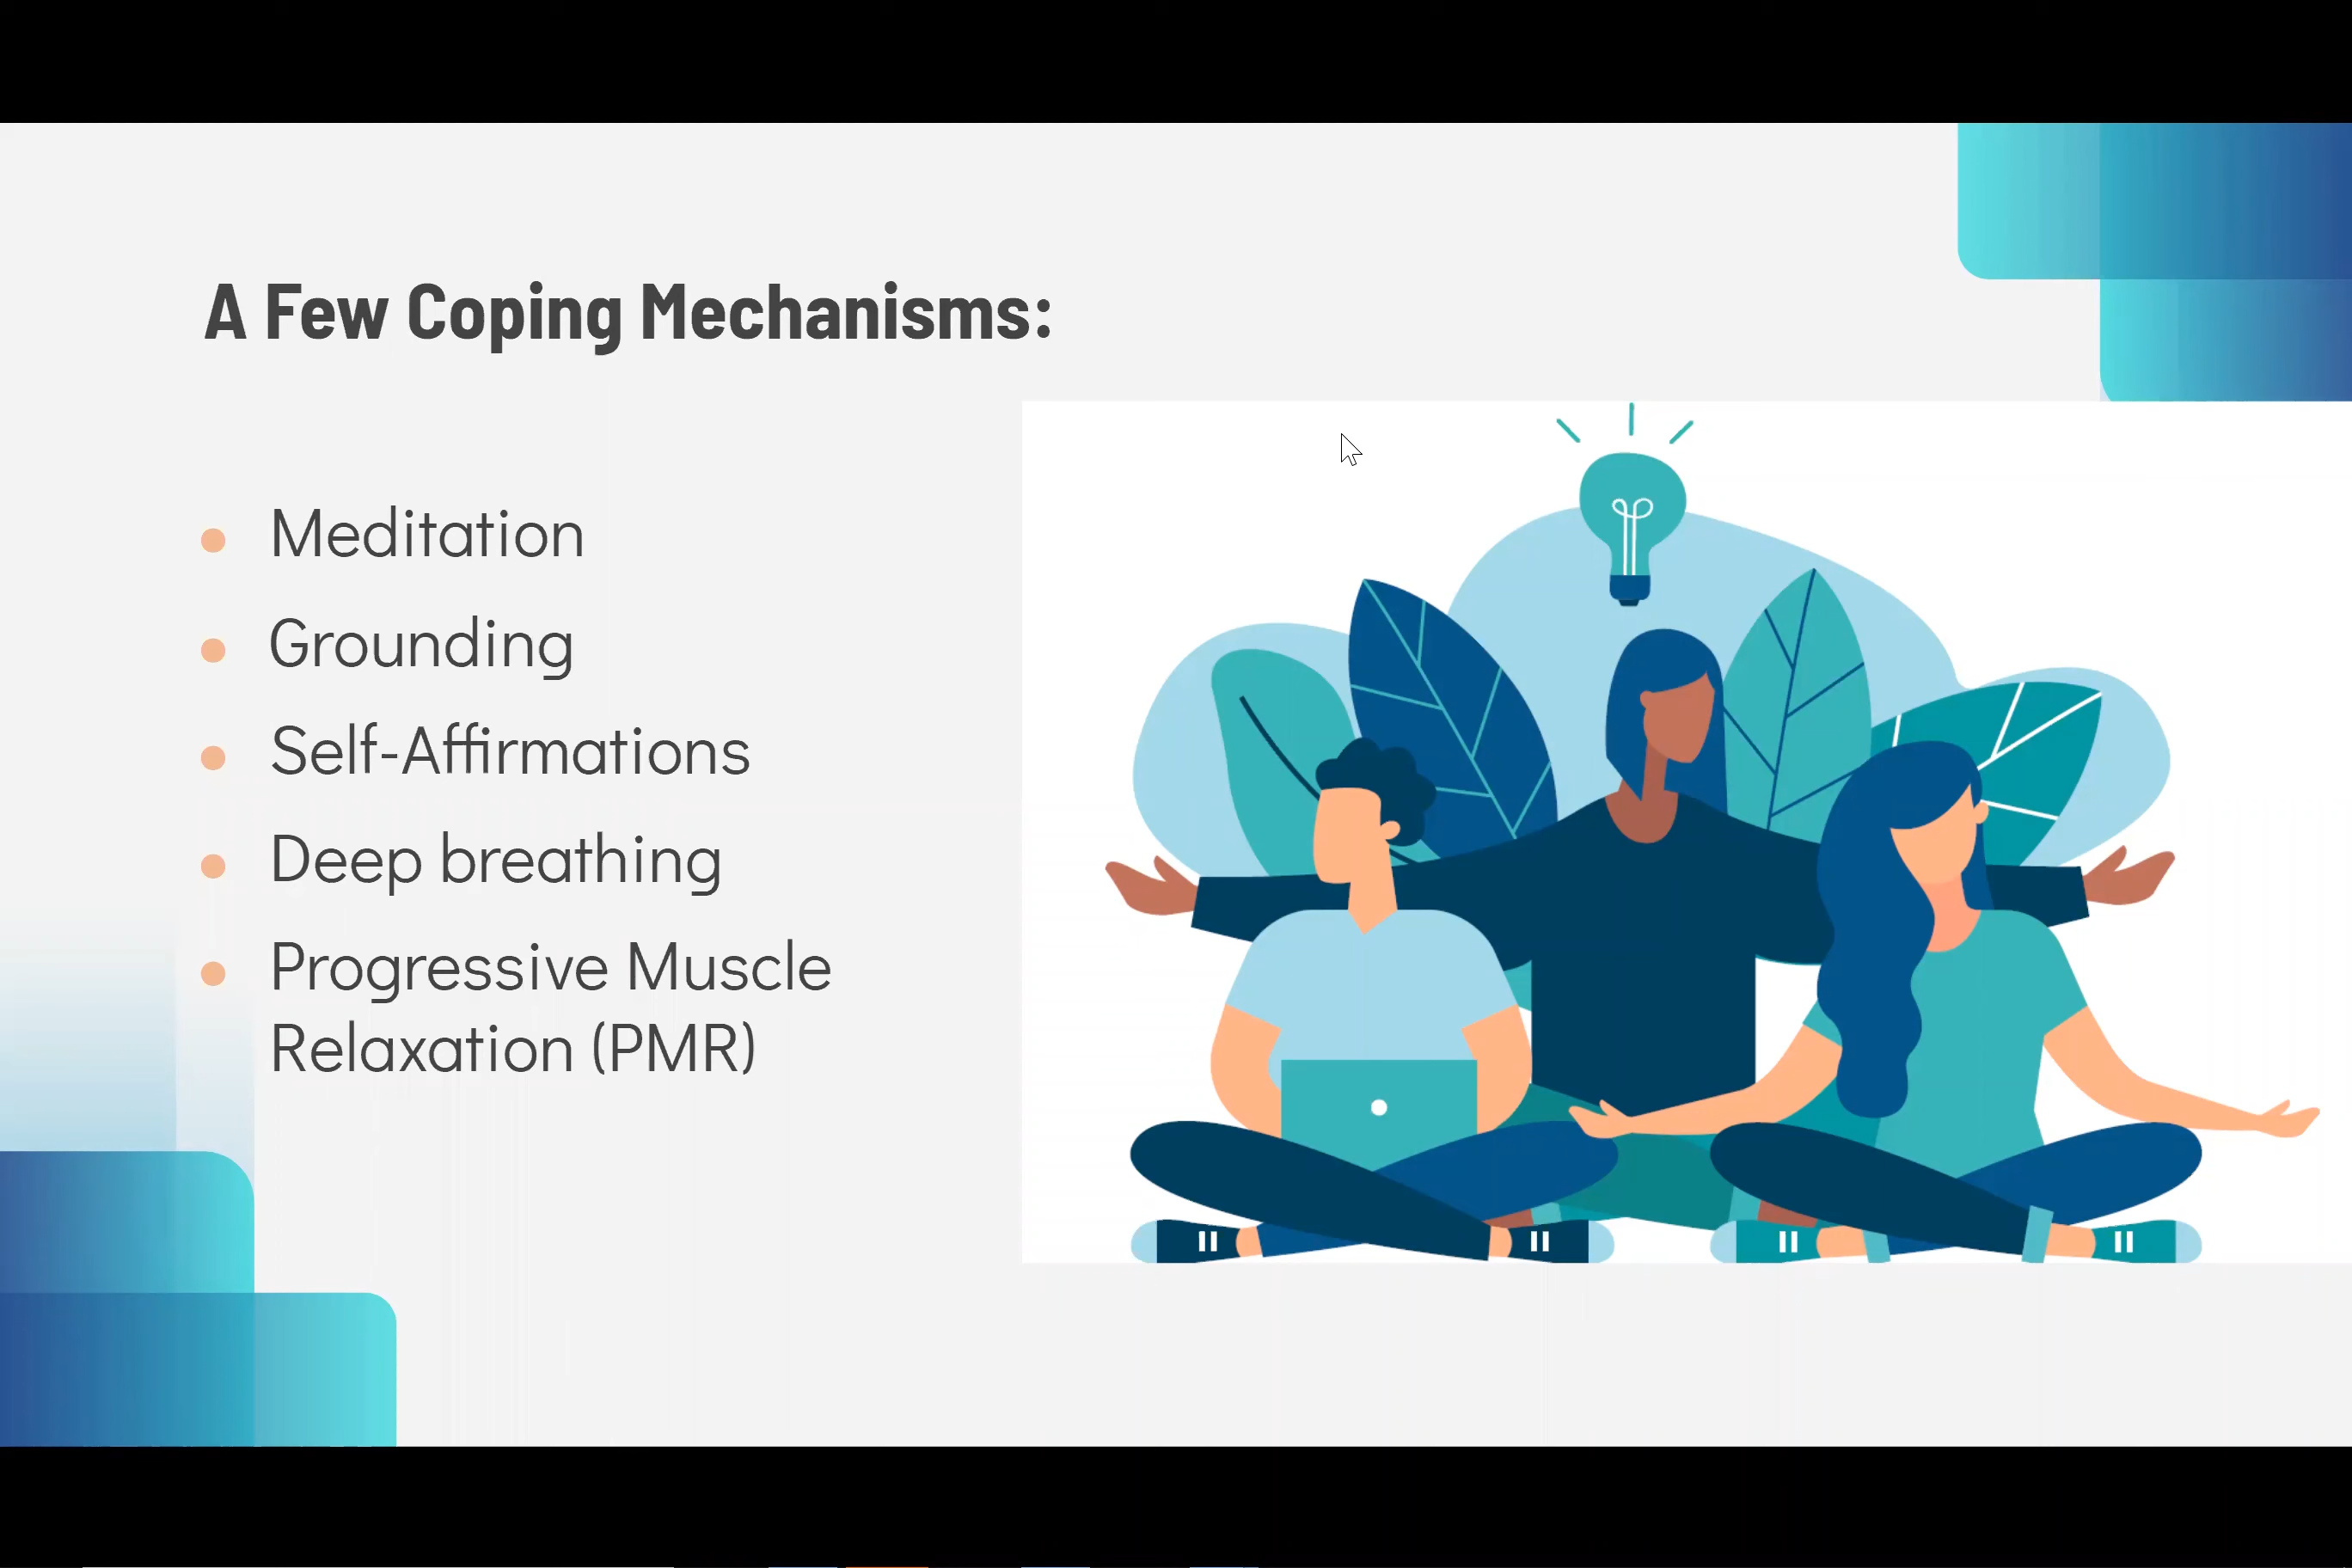 A Few Coping Mechanisms:
Meditation
Grounding
Self-Affirmations
Deep breathing
Progressive Muscle
Relaxation (PMR)